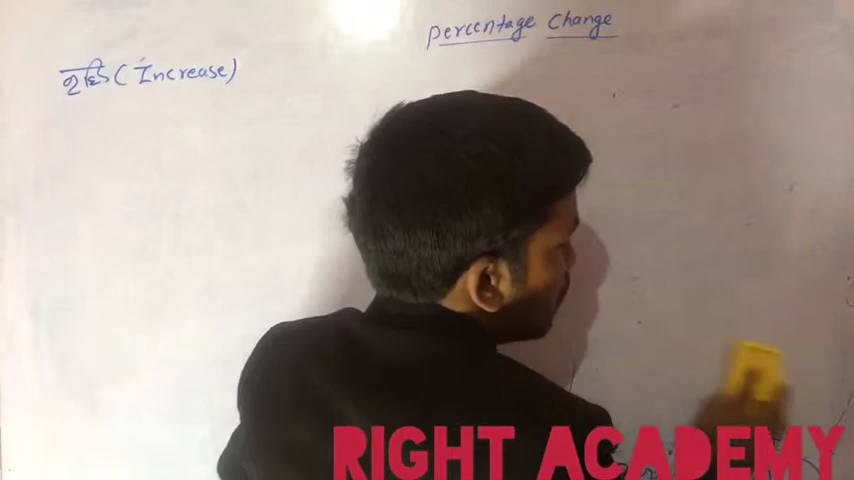 Percentage Change
वृद्धि ( Increase)
RIGHT ACADEMY